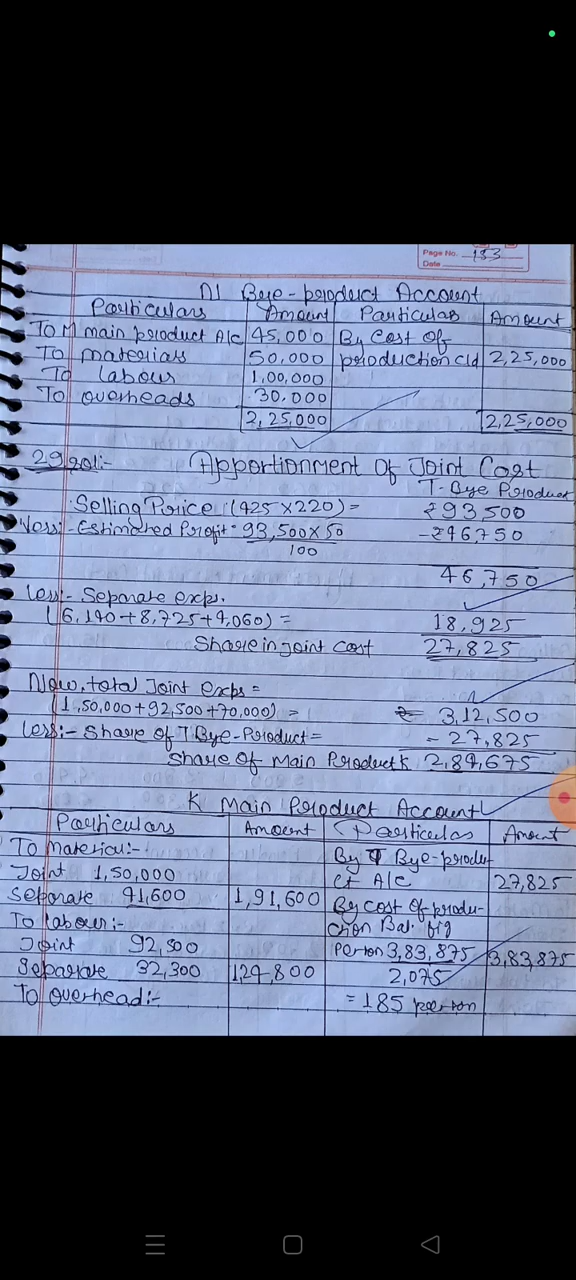 Page No. 153
Date
N Bye-product Account
Particulars Amount Particulars Amount
To M main product A/c 45,000 By Cost Of
To materials 50,000 production c/d 2,25,000
To labour 1,00,000
To overheads 30,000
2,25,000 2,25,000
29 sol:- Apportionment Of Joint Cost
T-Bye Product
Selling Price (425×220)= ₹93,500
less:- Estimated Profit = 93,500×50 -₹46,750
100
46,750
Less:- Separate exps.
(6,140+8,725+4,060)= 18,925
Share in joint cost 27,825
Now, total Joint exps =
(1,50,000+92,500+70,000)= 3,12,500
Less:- Share of T Bye-Product= -27,825
Share of Main Product K 2,84,675
K Main Product Account
Particulars Amount Particulas Amount
To material:- By T Bye-produ-
Joint 1,50,000 ct A/c 27,825
Separate 41,600 1,91,600 By Cost Of produ-
To labour:- ction Bal. fig
Joint 92,500 Per ton 3,83,875 3,83,875
Separate 32,300 1,24,800 2,075
To overhead:- = 185 per ton